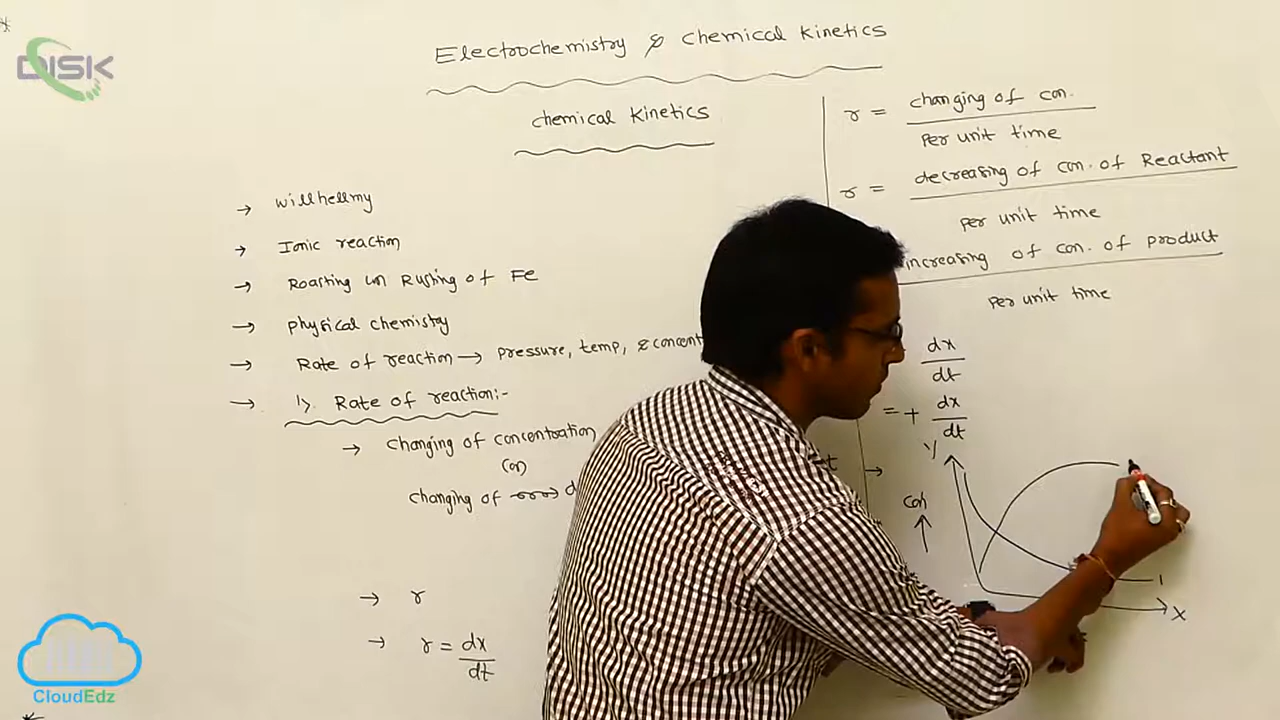 DISK
Electrochemistry & chemical kinetics
chemical kinetics
→ willhellmy
→ Ionic reaction
→ Roasting Rusting of Fe
→ physical chemistry
→ Rate of reaction → pressure, temp, &
→ 1). Rate of reaction:-
→ changing of concentration
(or)
changing of
→ r
→ r = dx
dt
r = changing of con.
per unit time
r = decreasing of con. of Reactant
per unit time
increasing of con. of product
per unit time
dx
dt
= + dx
dt
→
Y
con
X
CloudEdz